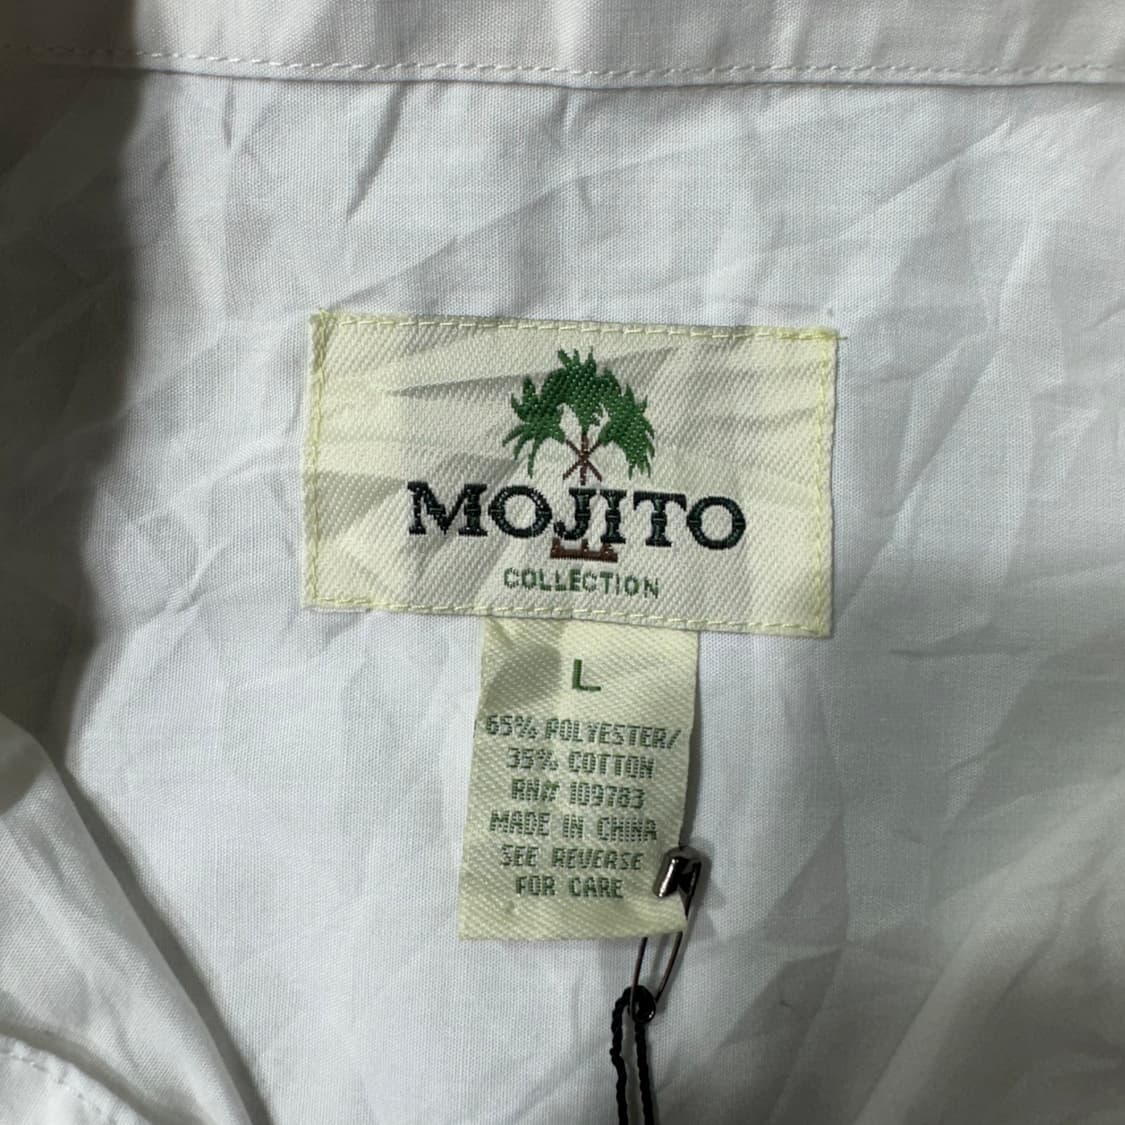 MOJITO
COLLECTION
L
65% POLYESTER/
35% COTTON
RN# 109783
MADE IN CHINA
SEE REVERSE
FOR CARE